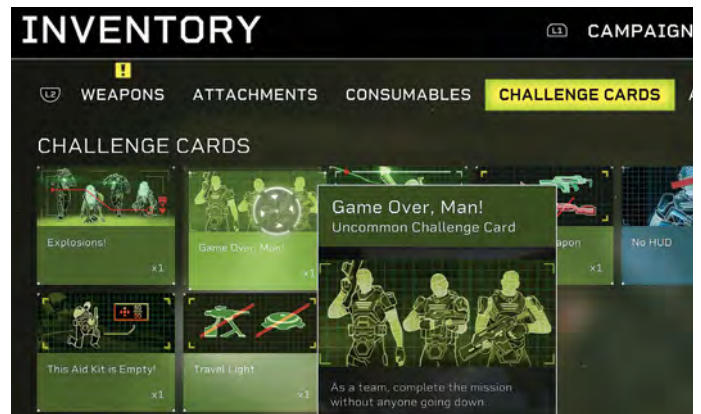 INVENTORY
L1 CAMPAIGN
!
L2 WEAPONS ATTACHMENTS CONSUMABLES CHALLENGE CARDS
CHALLENGE CARDS
Explosions!
x1
Game Over, Man!
x1
Game Over, Man!
Uncommon Challenge Card
As a team, complete the mission
without anyone going down.
x1
No HUD
This Aid Kit is Empty!
x1
Travel Light
x1